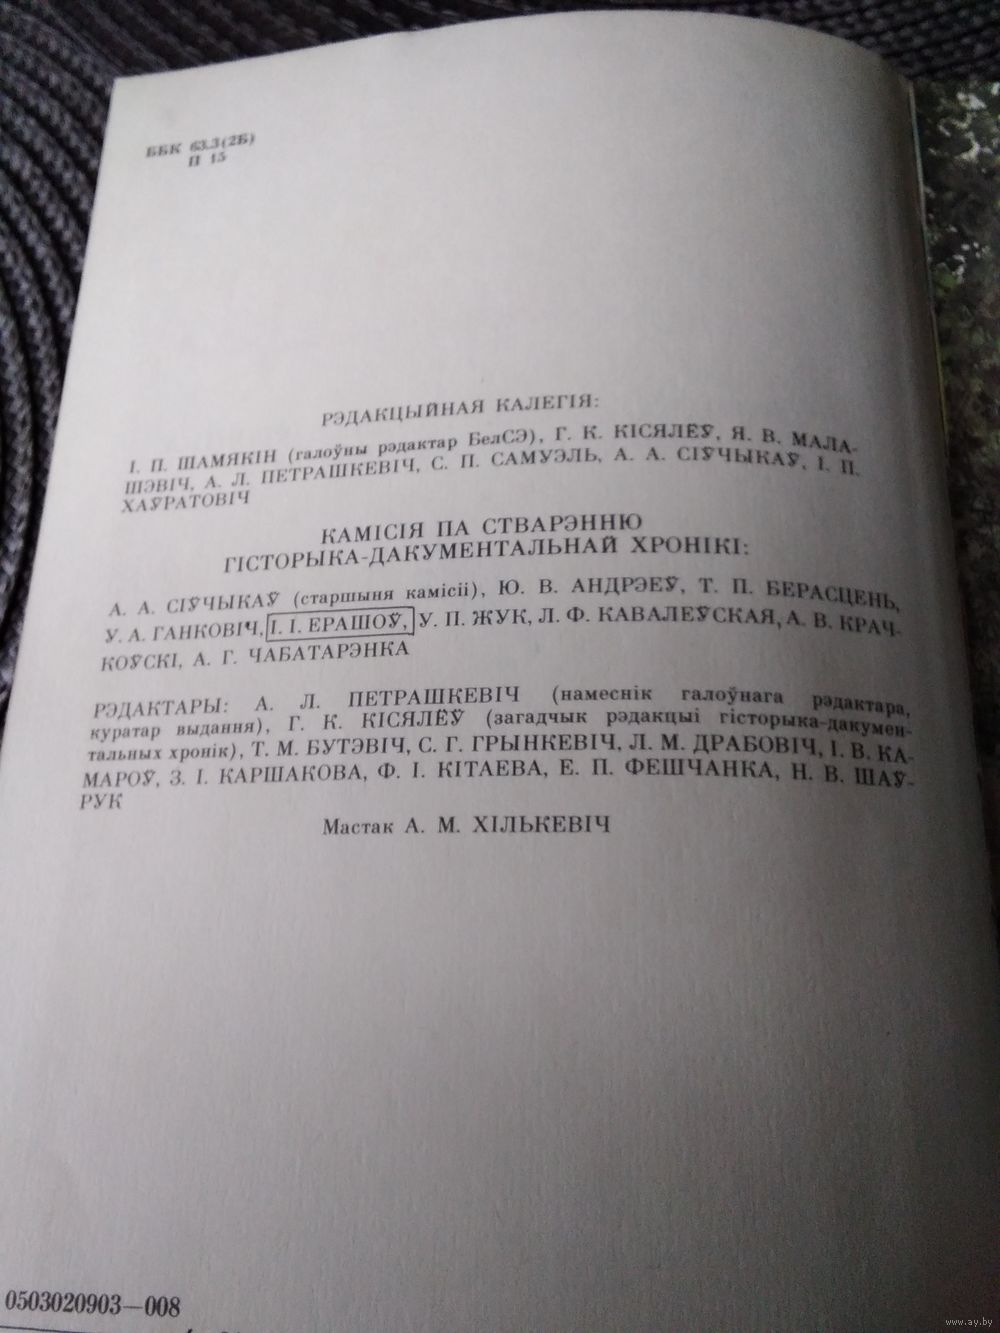 ББК 63.3(2Б)
П 15
РЭДАКЦЫЙНАЯ КАЛЕГІЯ:
І. П. ШАМЯКІН (галоўны рэдактар БелСЭ), Г. К. КІСЯЛЁЎ, Я. В. МАЛА-
ШЭВІЧ, А. Л. ПЕТРАШКЕВІЧ, С. П. САМУЭЛЬ, А. А. СІЎЧЫКАЎ, І. П.
ХАЎРАТОВІЧ
КАМІСІЯ ПА СТВАРЭННЮ
ГІСТОРЫКА-ДАКУМЕНТАЛЬНАЙ ХРОНІКІ:
А. А. СІЎЧЫКАЎ (старшыня камісіі), Ю. В. АНДРЭЕЎ, Т. П. БЕРАСЦЕНЬ,
У. А. ГАНКОВІЧ, І. І. ЕРАШОЎ, У. П. ЖУК, Л. Ф. КАВАЛЕЎСКАЯ, А. В. КРАЧ-
КОЎСКІ, А. Г. ЧАБАТАРЭНКА
РЭДАКТАРЫ: А. Л. ПЕТРАШКЕВІЧ (намеснік галоўнага рэдактара,
куратар выдання), Г. К. КІСЯЛЁЎ (загадчык рэдакцыі гісторыка-дакумен-
тальных хронік), Т. М. БУТЭВІЧ, С. Г. ГРЫНКЕВІЧ, Л. М. ДРАБОВІЧ, І. В. КА-
МАРОЎ, З. І. КАРШАКОВА, Ф. І. КІТАЕВА, Е. П. ФЕШЧАНКА, Н. В. ШАЎ-
РУК
Мастак А. М. ХІЛЬКЕВІЧ
0503020903—008
www.ay.by